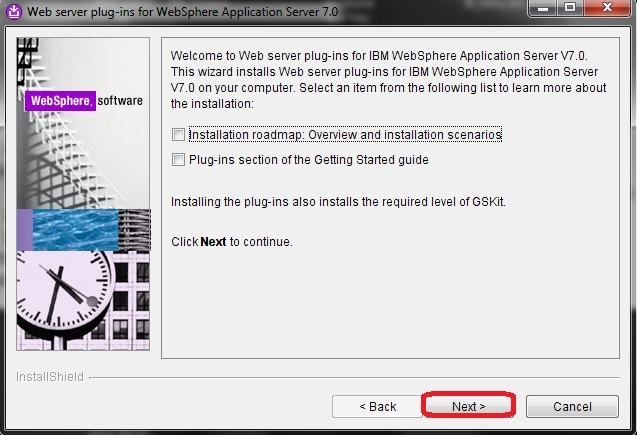 Web server plug-ins for WebSphere Application Server 7.0
WebSphere. software
Welcome to Web server plug-ins for IBM WebSphere Application Server V7.0.
This wizard installs Web server plug-ins for IBM WebSphere Application Server
V7.0 on your computer. Select an item from the following list to learn more about
the installation:
Installation roadmap: Overview and installation scenarios
Plug-ins section of the Getting Started guide
Installing the plug-ins also installs the required level of GSKit.
Click Next to continue.
InstallShield
< Back
Next >
Cancel